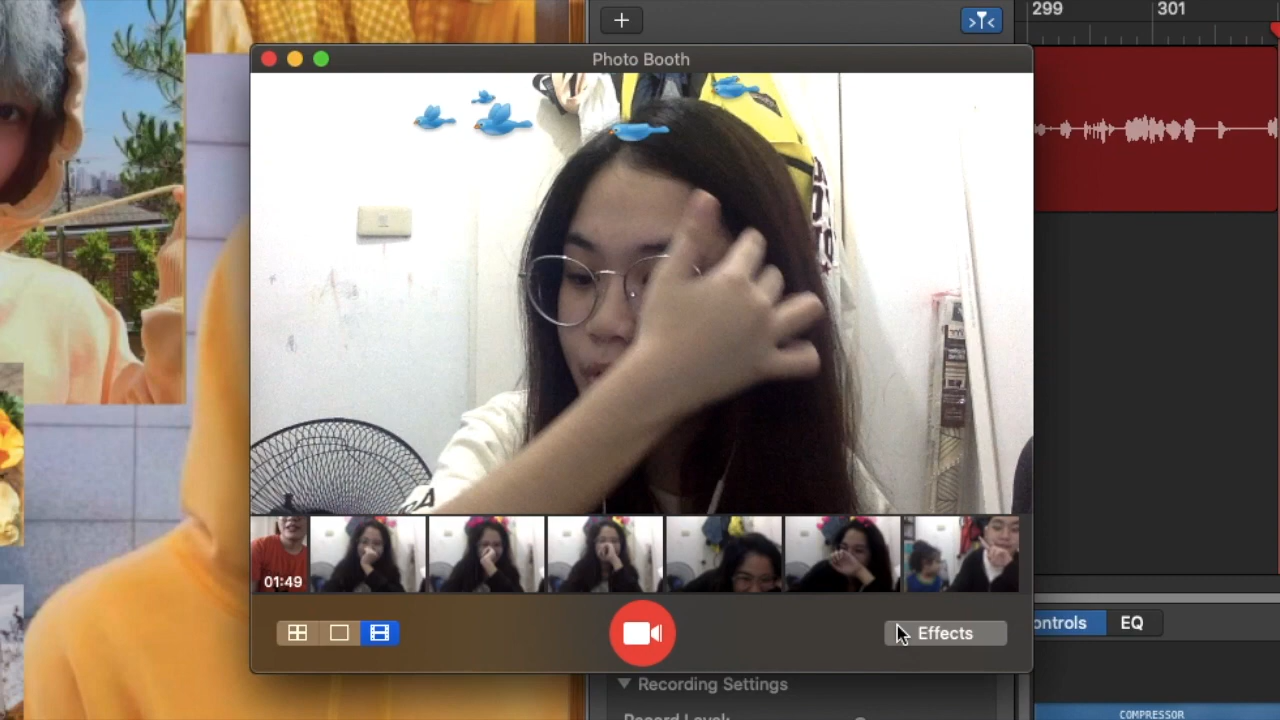 299
301
Photo Booth
01:49
Effects
ontrols
EQ
Recording Settings
COMPRESSOR